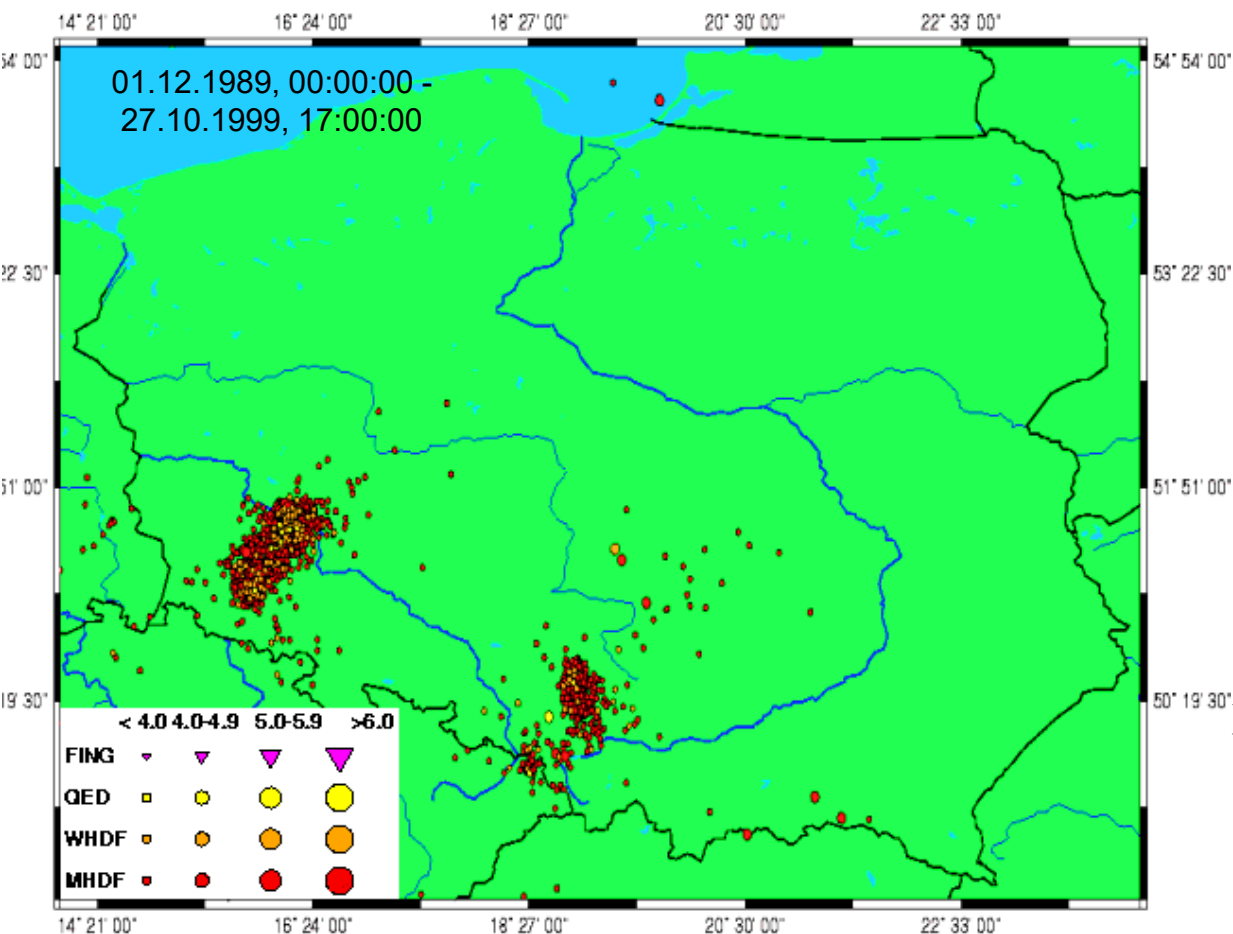 14° 21' 00" 16° 24' 00" 18° 27' 00" 20° 30' 00" 22° 33' 00"
54' 00" 54° 54' 00"
01.12.1989, 00:00:00 -
27.10.1999, 17:00:00
22' 30" 53° 22' 30"
51' 00" 51° 51' 00"
19' 30" 50° 19' 30"
< 4.0 4.0-4.9 5.0-5.9 >6.0
FING
QED
WHDF
MHDF
14° 21' 00" 16° 24' 00" 18° 27' 00" 20° 30' 00" 22° 33' 00"